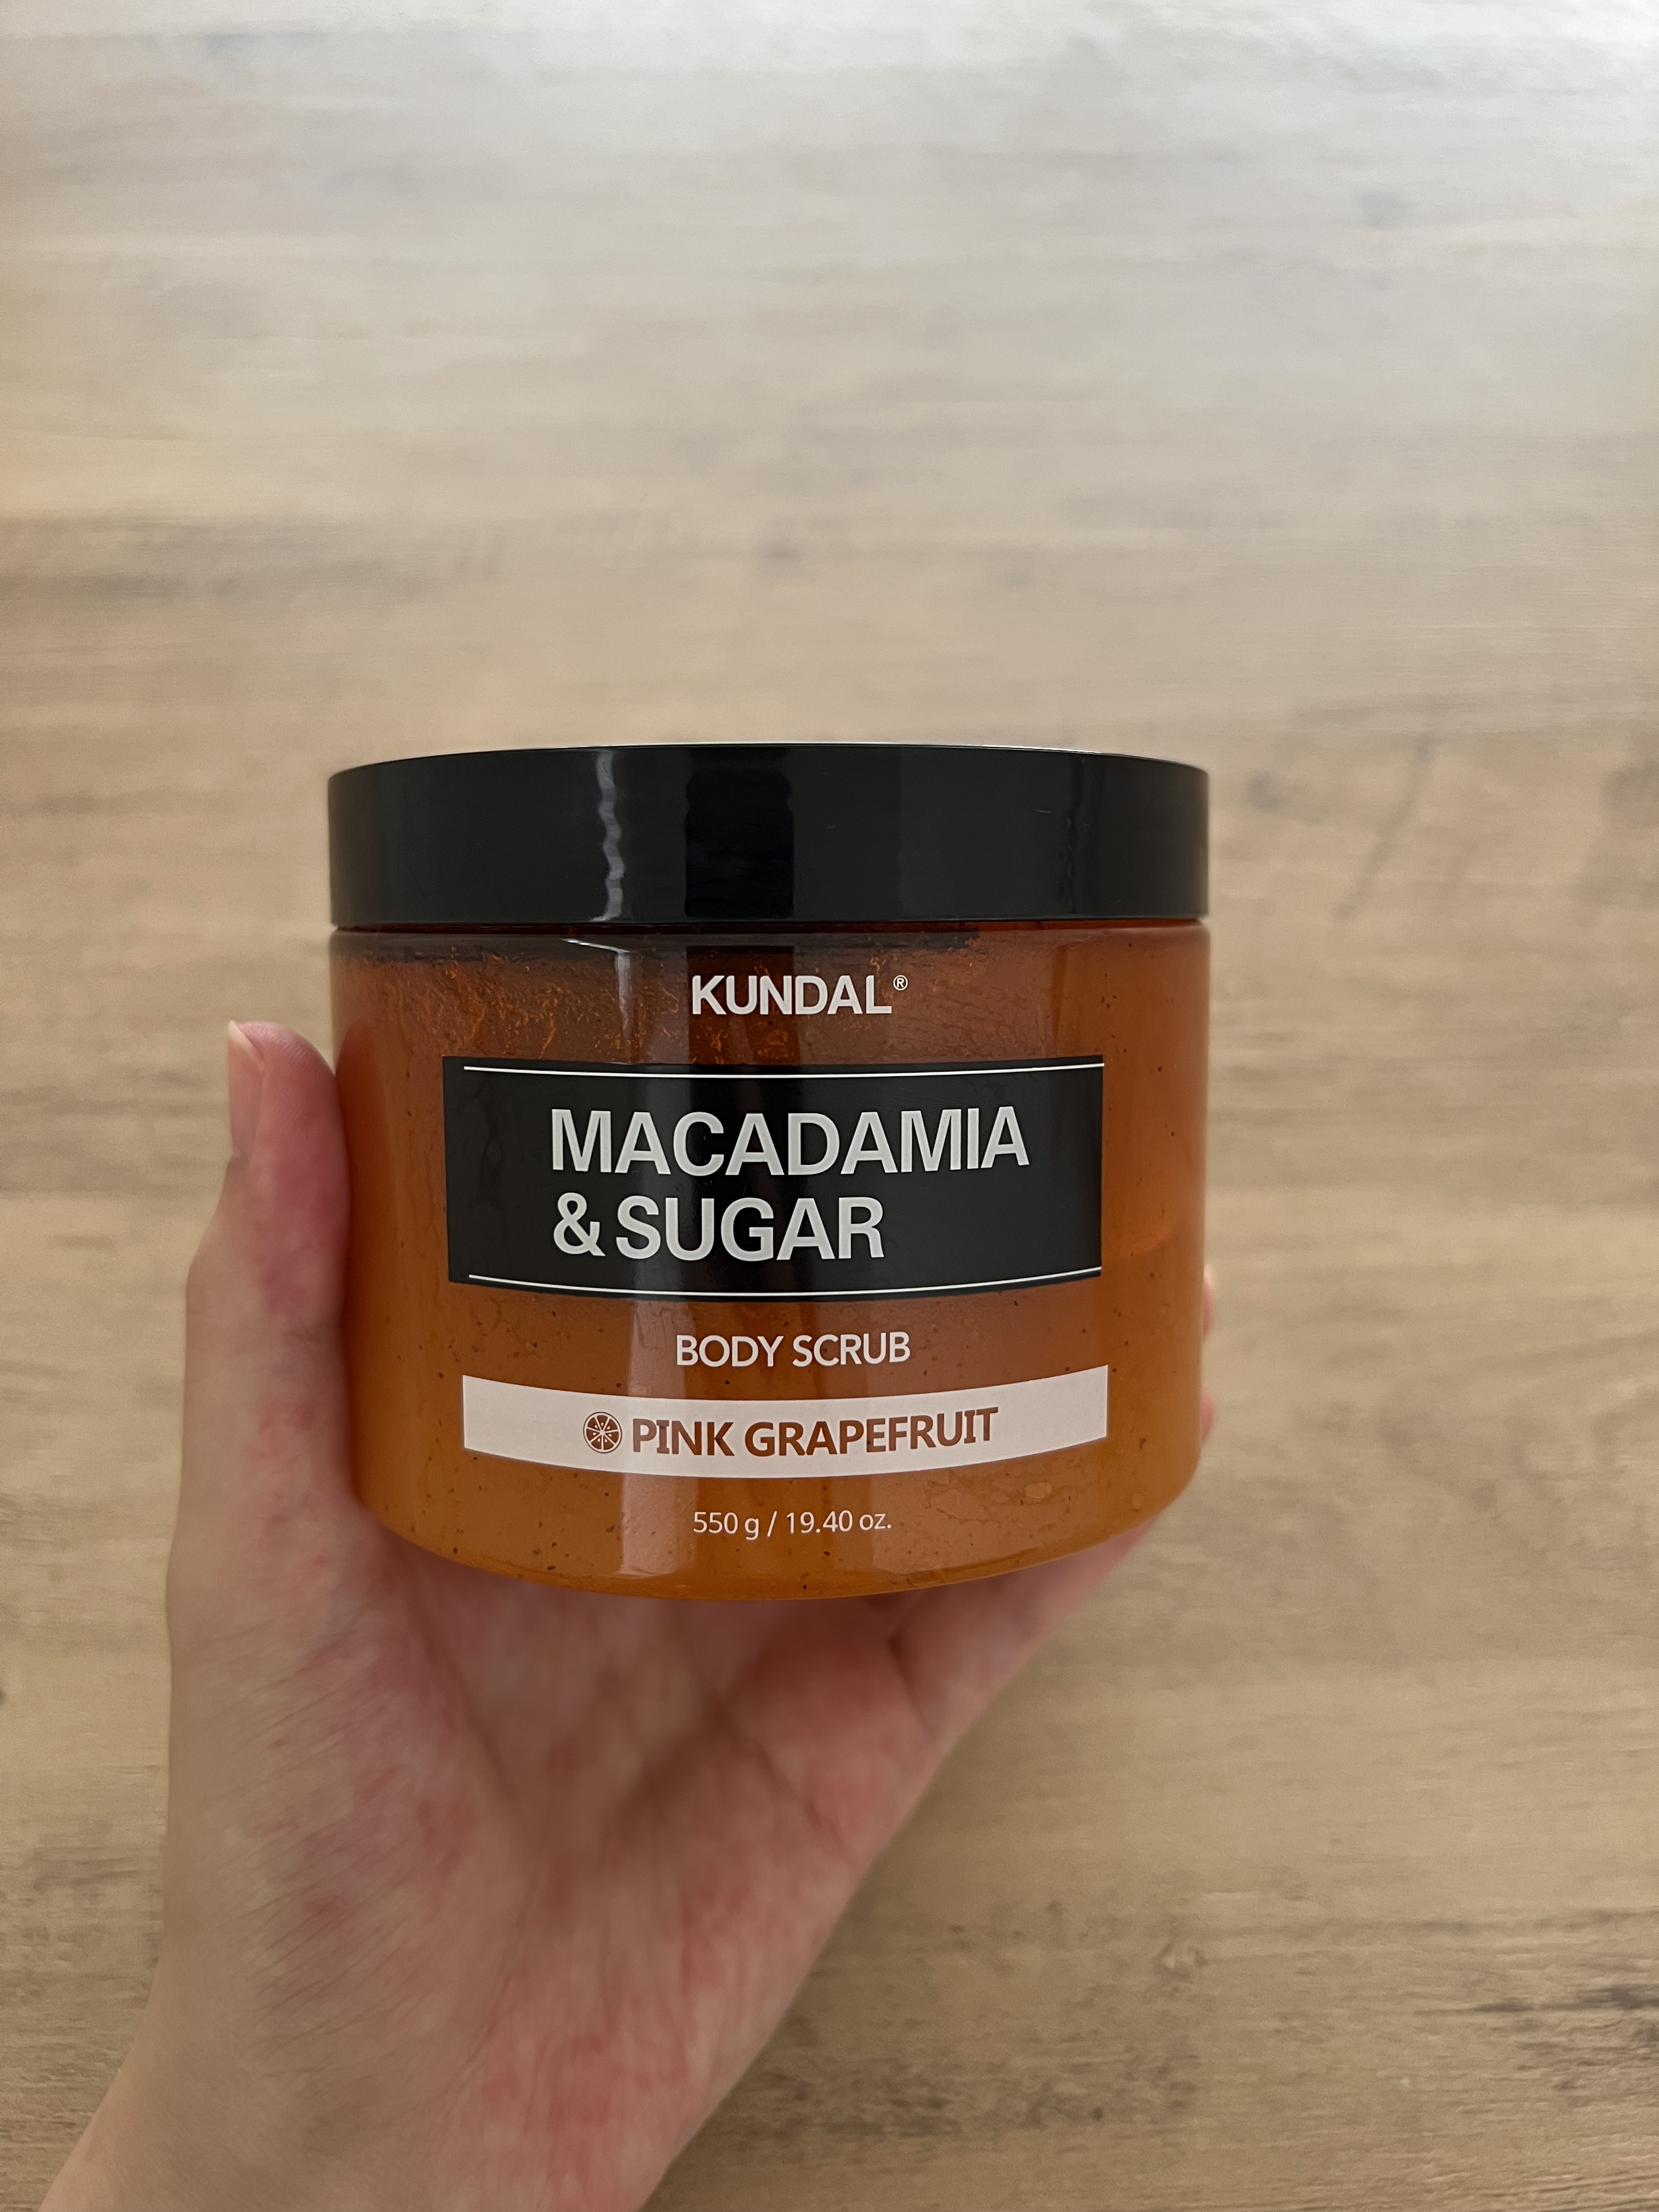 KUNDAL®
MACADAMIA
& SUGAR
BODY SCRUB
PINK GRAPEFRUIT
550 g / 19.40 oz.